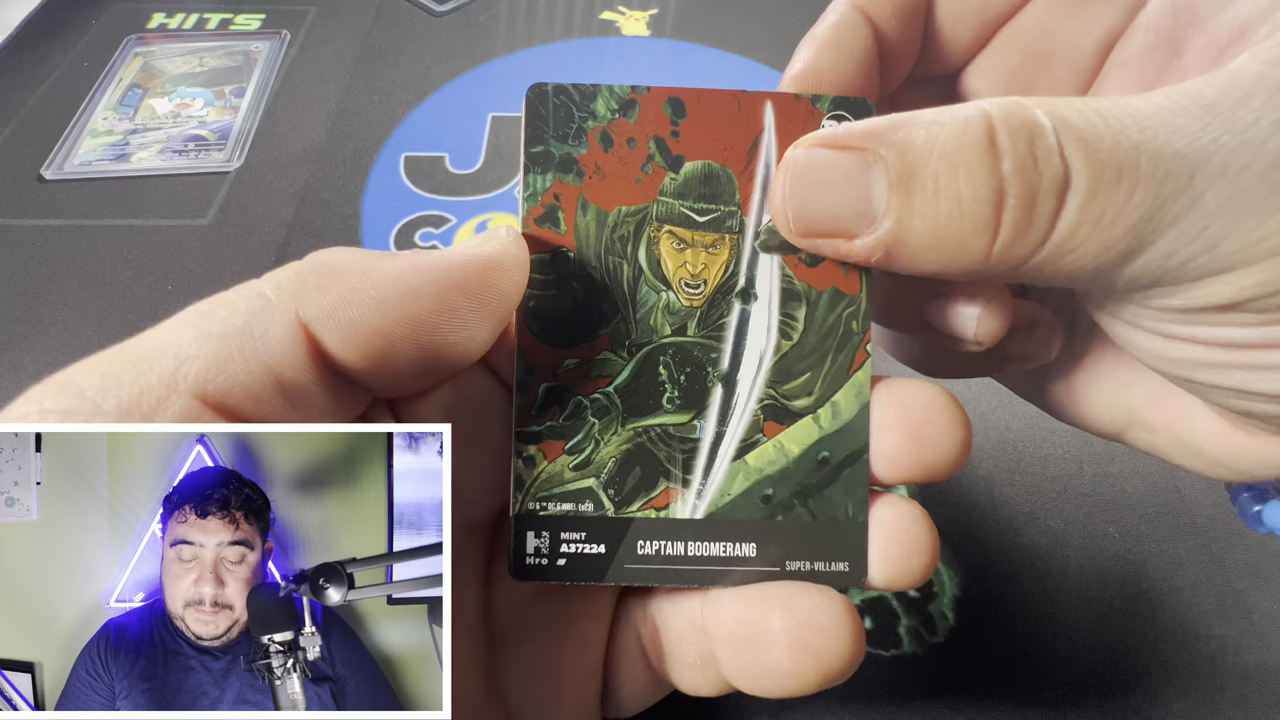 HITS
© & ™ DC & WBEI. (s23)
MINT
A37224
Hro
CAPTAIN BOOMERANG
SUPER-VILLAINS